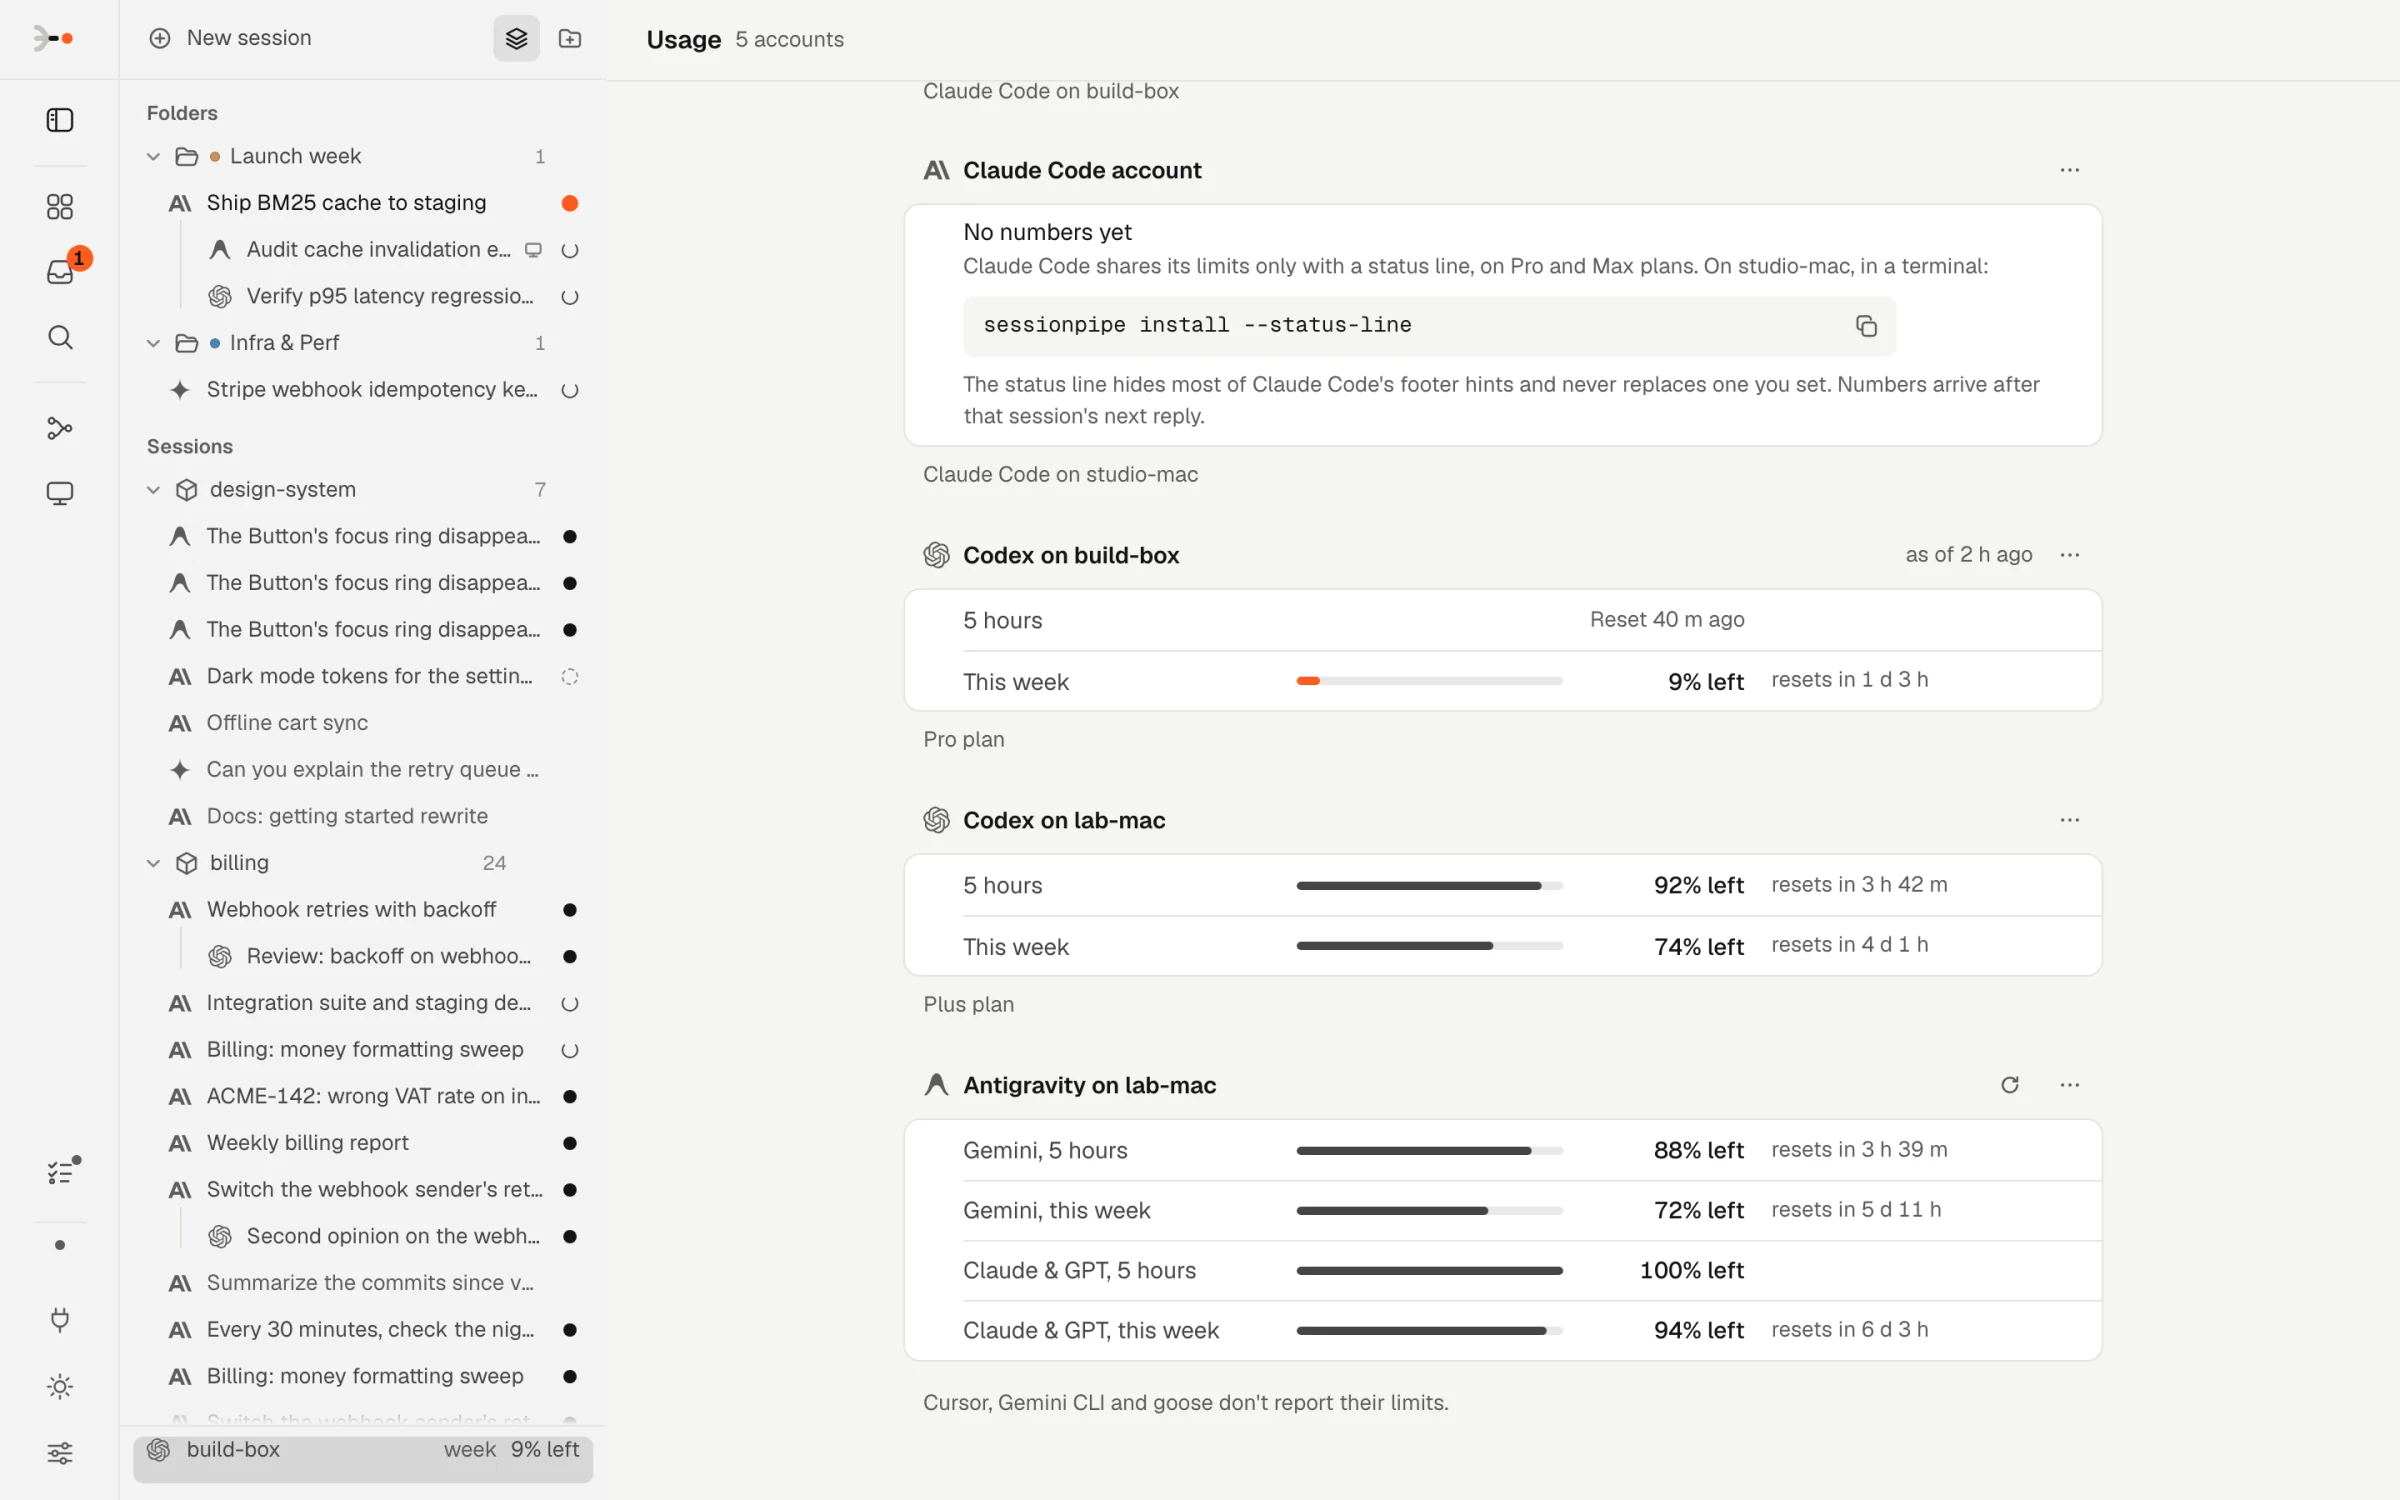 New session
Usage 5 accounts
Folders
Launch week 1
Ship BM25 cache to staging
Audit cache invalidation e...
Verify p95 latency regressio...
Infra & Perf 1
Stripe webhook idempotency ke...
Sessions
design-system 7
The Button's focus ring disappea...
The Button's focus ring disappea...
The Button's focus ring disappea...
Dark mode tokens for the settin...
Offline cart sync
Can you explain the retry queue ...
Docs: getting started rewrite
billing 24
Webhook retries with backoff
Review: backoff on webhoo...
Integration suite and staging de...
Billing: money formatting sweep
ACME-142: wrong VAT rate on in...
Weekly billing report
Switch the webhook sender's ret...
Second opinion on the webh...
Summarize the commits since v...
Every 30 minutes, check the nig...
Billing: money formatting sweep
Switch the webhook sender's ret...
build-box week 9% left
1
Claude Code on build-box
Claude Code account
No numbers yet
Claude Code shares its limits only with a status line, on Pro and Max plans. On studio-mac, in a terminal:
sessionpipe install --status-line
The status line hides most of Claude Code's footer hints and never replaces one you set. Numbers arrive after
that session's next reply.
Claude Code on studio-mac
Codex on build-box as of 2 h ago
5 hours Reset 40 m ago
This week 9% left resets in 1 d 3 h
Pro plan
Codex on lab-mac
5 hours 92% left resets in 3 h 42 m
This week 74% left resets in 4 d 1 h
Plus plan
Antigravity on lab-mac
Gemini, 5 hours 88% left resets in 3 h 39 m
Gemini, this week 72% left resets in 5 d 11 h
Claude & GPT, 5 hours 100% left
Claude & GPT, this week 94% left resets in 6 d 3 h
Cursor, Gemini CLI and goose don't report their limits.